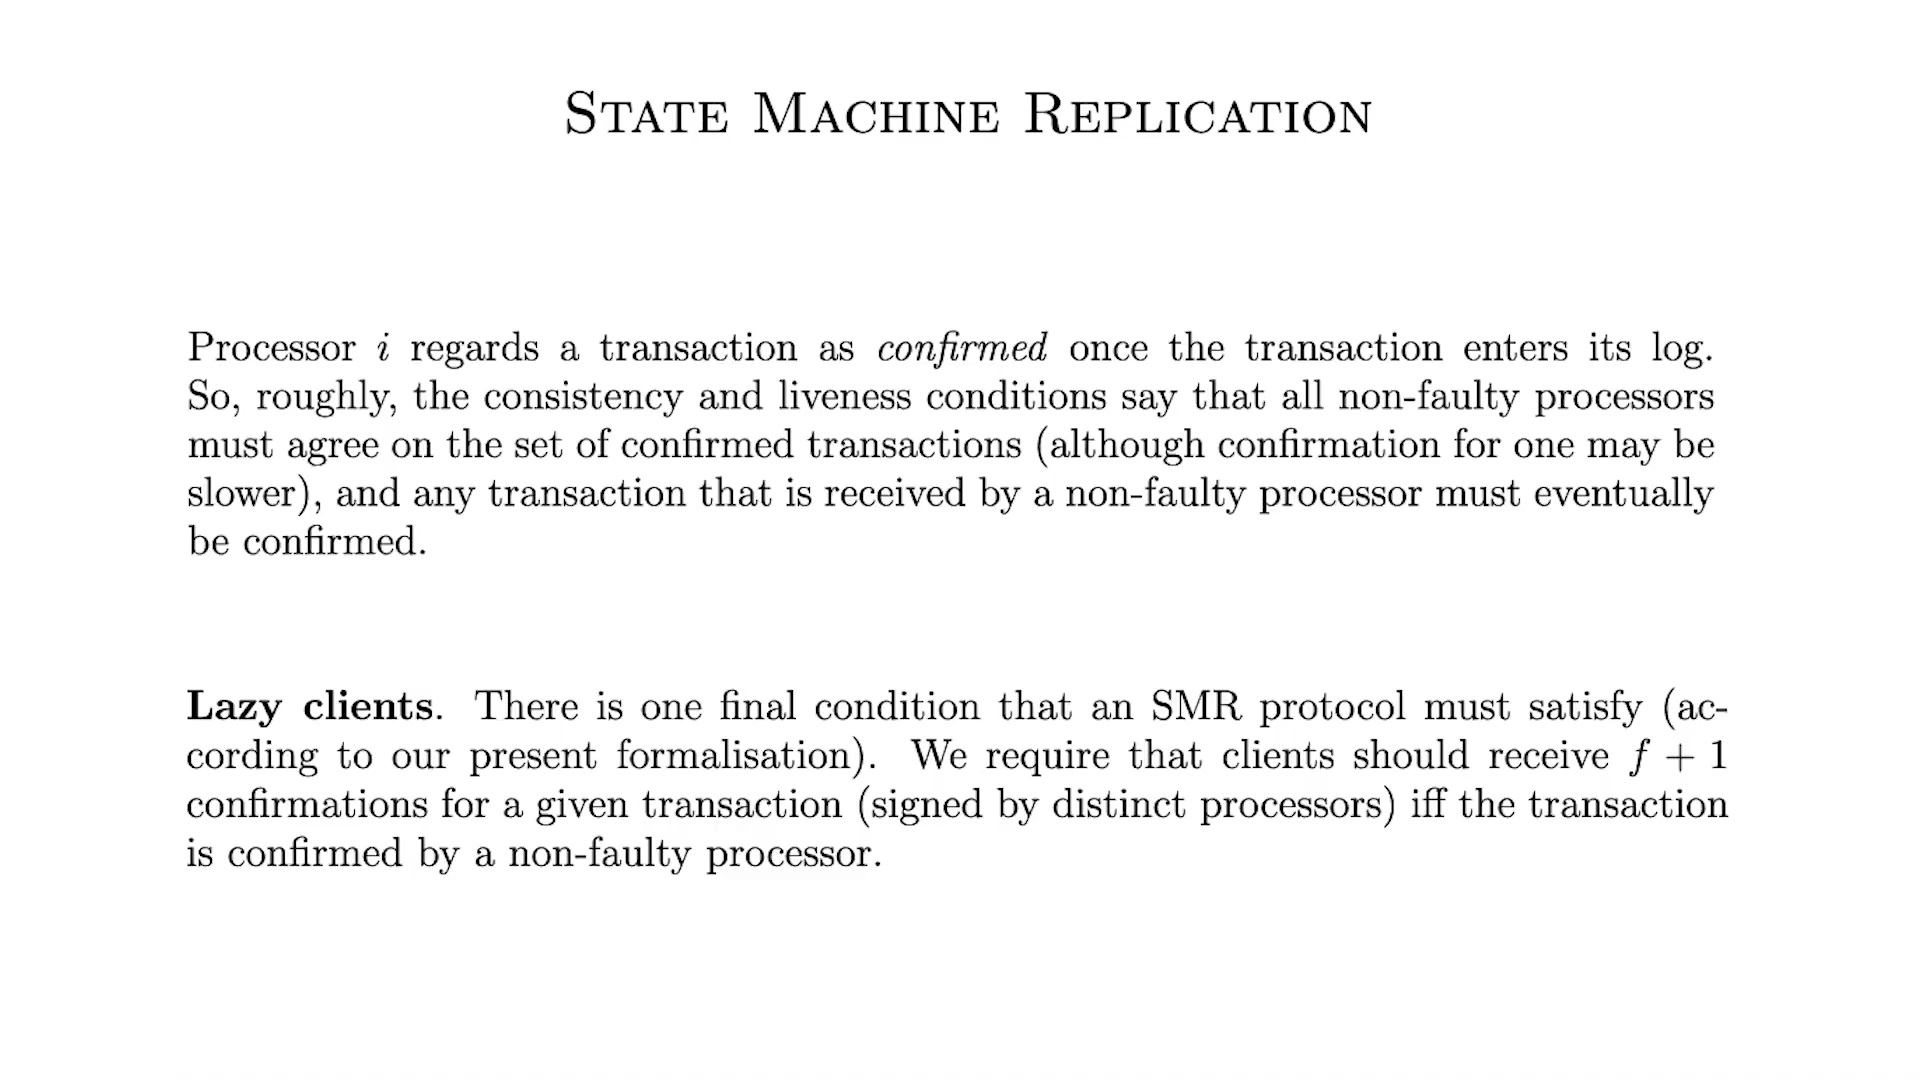 State Machine Replication
Processor i regards a transaction as confirmed once the transaction enters its log.
So, roughly, the consistency and liveness conditions say that all non-faulty processors
must agree on the set of confirmed transactions (although confirmation for one may be
slower), and any transaction that is received by a non-faulty processor must eventually
be confirmed.
Lazy clients. There is one final condition that an SMR protocol must satisfy (ac-
cording to our present formalisation). We require that clients should receive f + 1
confirmations for a given transaction (signed by distinct processors) iff the transaction
is confirmed by a non-faulty processor.